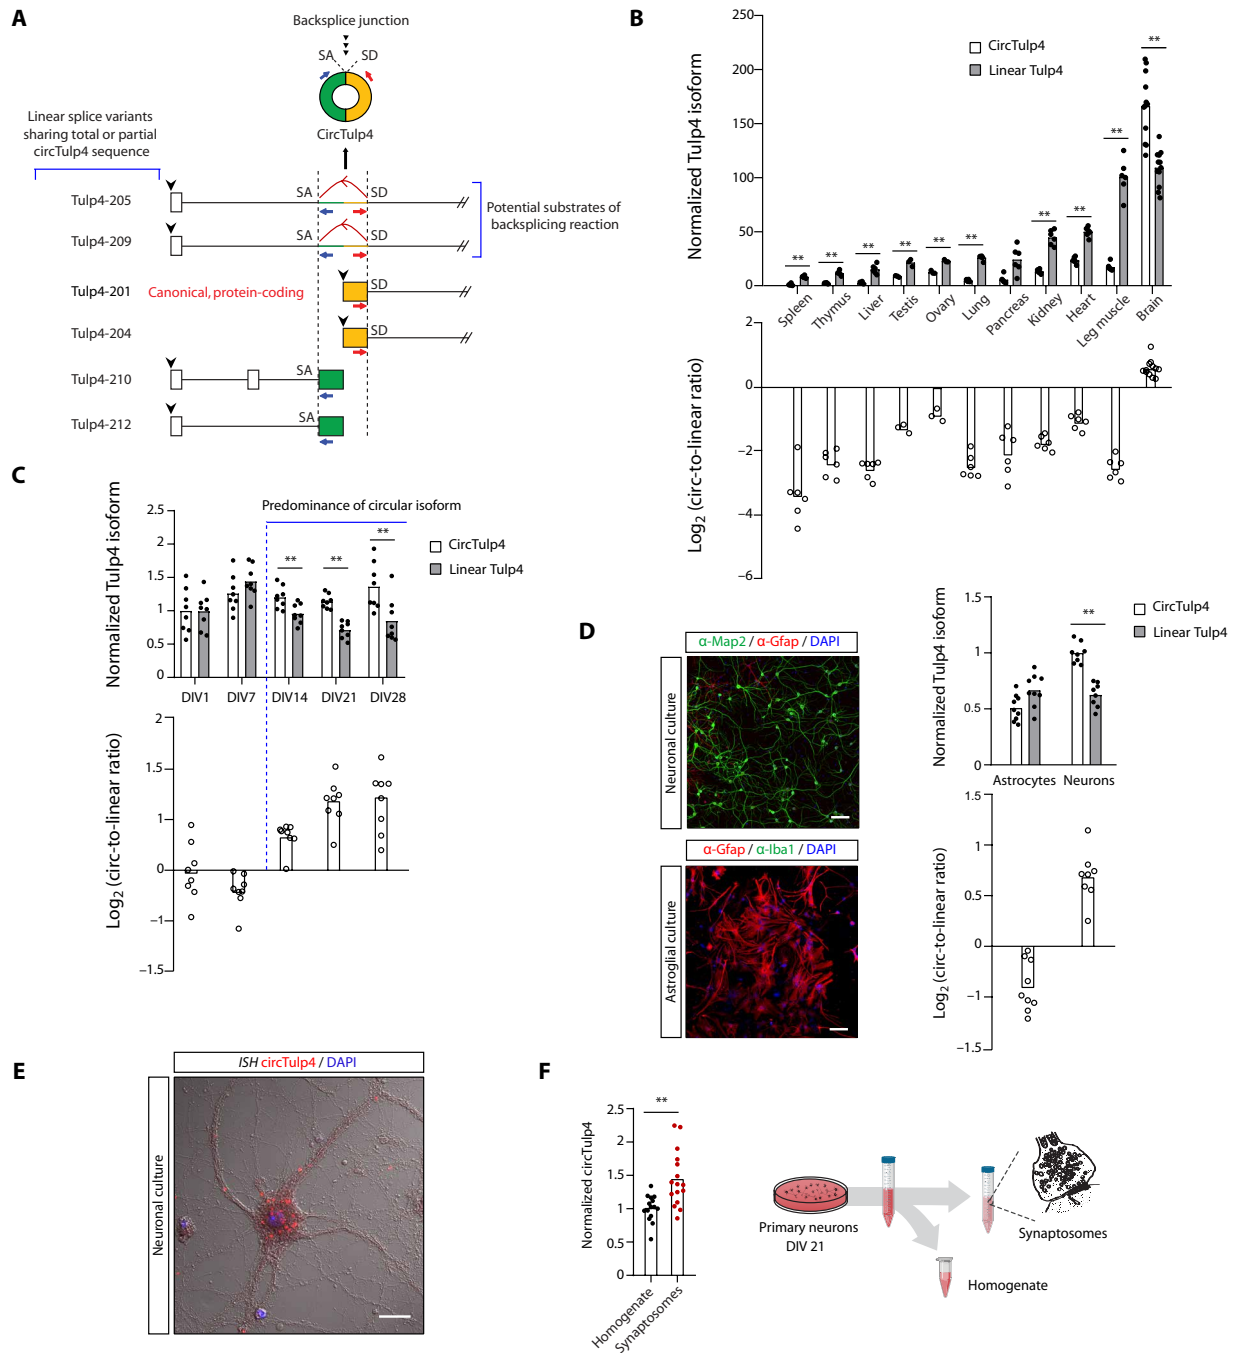 A
Backsplice junction
SA
SD
CircTulp4
Linear splice variants
sharing total or partial
circTulp4 sequence
Tulp4-205
SA
SD
Tulp4-209
SA
SD
Potential substrates of
backsplicing reaction
Tulp4-201
Canonical, protein-coding
SD
Tulp4-204
SD
Tulp4-210
SA
Tulp4-212
SA
B
Normalized Tulp4 isoform
250
200
150
100
50
0
CircTulp4
Linear Tulp4
**
**
**
**
**
**
**
**
**
**
Spleen
Thymus
Liver
Testis
Ovary
Lung
Pancreas
Kidney
Heart
Leg muscle
Brain
Log2 (circ-to-linear ratio)
2
0
−2
−4
−6
C
Predominance of circular isoform
Normalized Tulp4 isoform
2.5
2
1.5
1
0.5
0
**
**
**
CircTulp4
Linear Tulp4
DIV1
DIV7
DIV14
DIV21
DIV28
Log2 (circ-to-linear ratio)
2
1.5
1
0
−1
−1.5
D
α-Map2 / α-Gfap / DAPI
Neuronal culture
α-Gfap / α-Iba1 / DAPI
Astroglial culture
Normalized Tulp4 isoform
1.5
1
0.5
0
**
CircTulp4
Linear Tulp4
Astrocytes
Neurons
Log2 (circ-to-linear ratio)
1.5
1
0.5
0
−1
−1.5
E
ISH circTulp4 / DAPI
Neuronal culture
F
Normalized circTulp4
2.5
2
1.5
1
0.5
0
**
Homogenate
Synaptosomes
Primary neurons
DIV 21
Synaptosomes
Homogenate